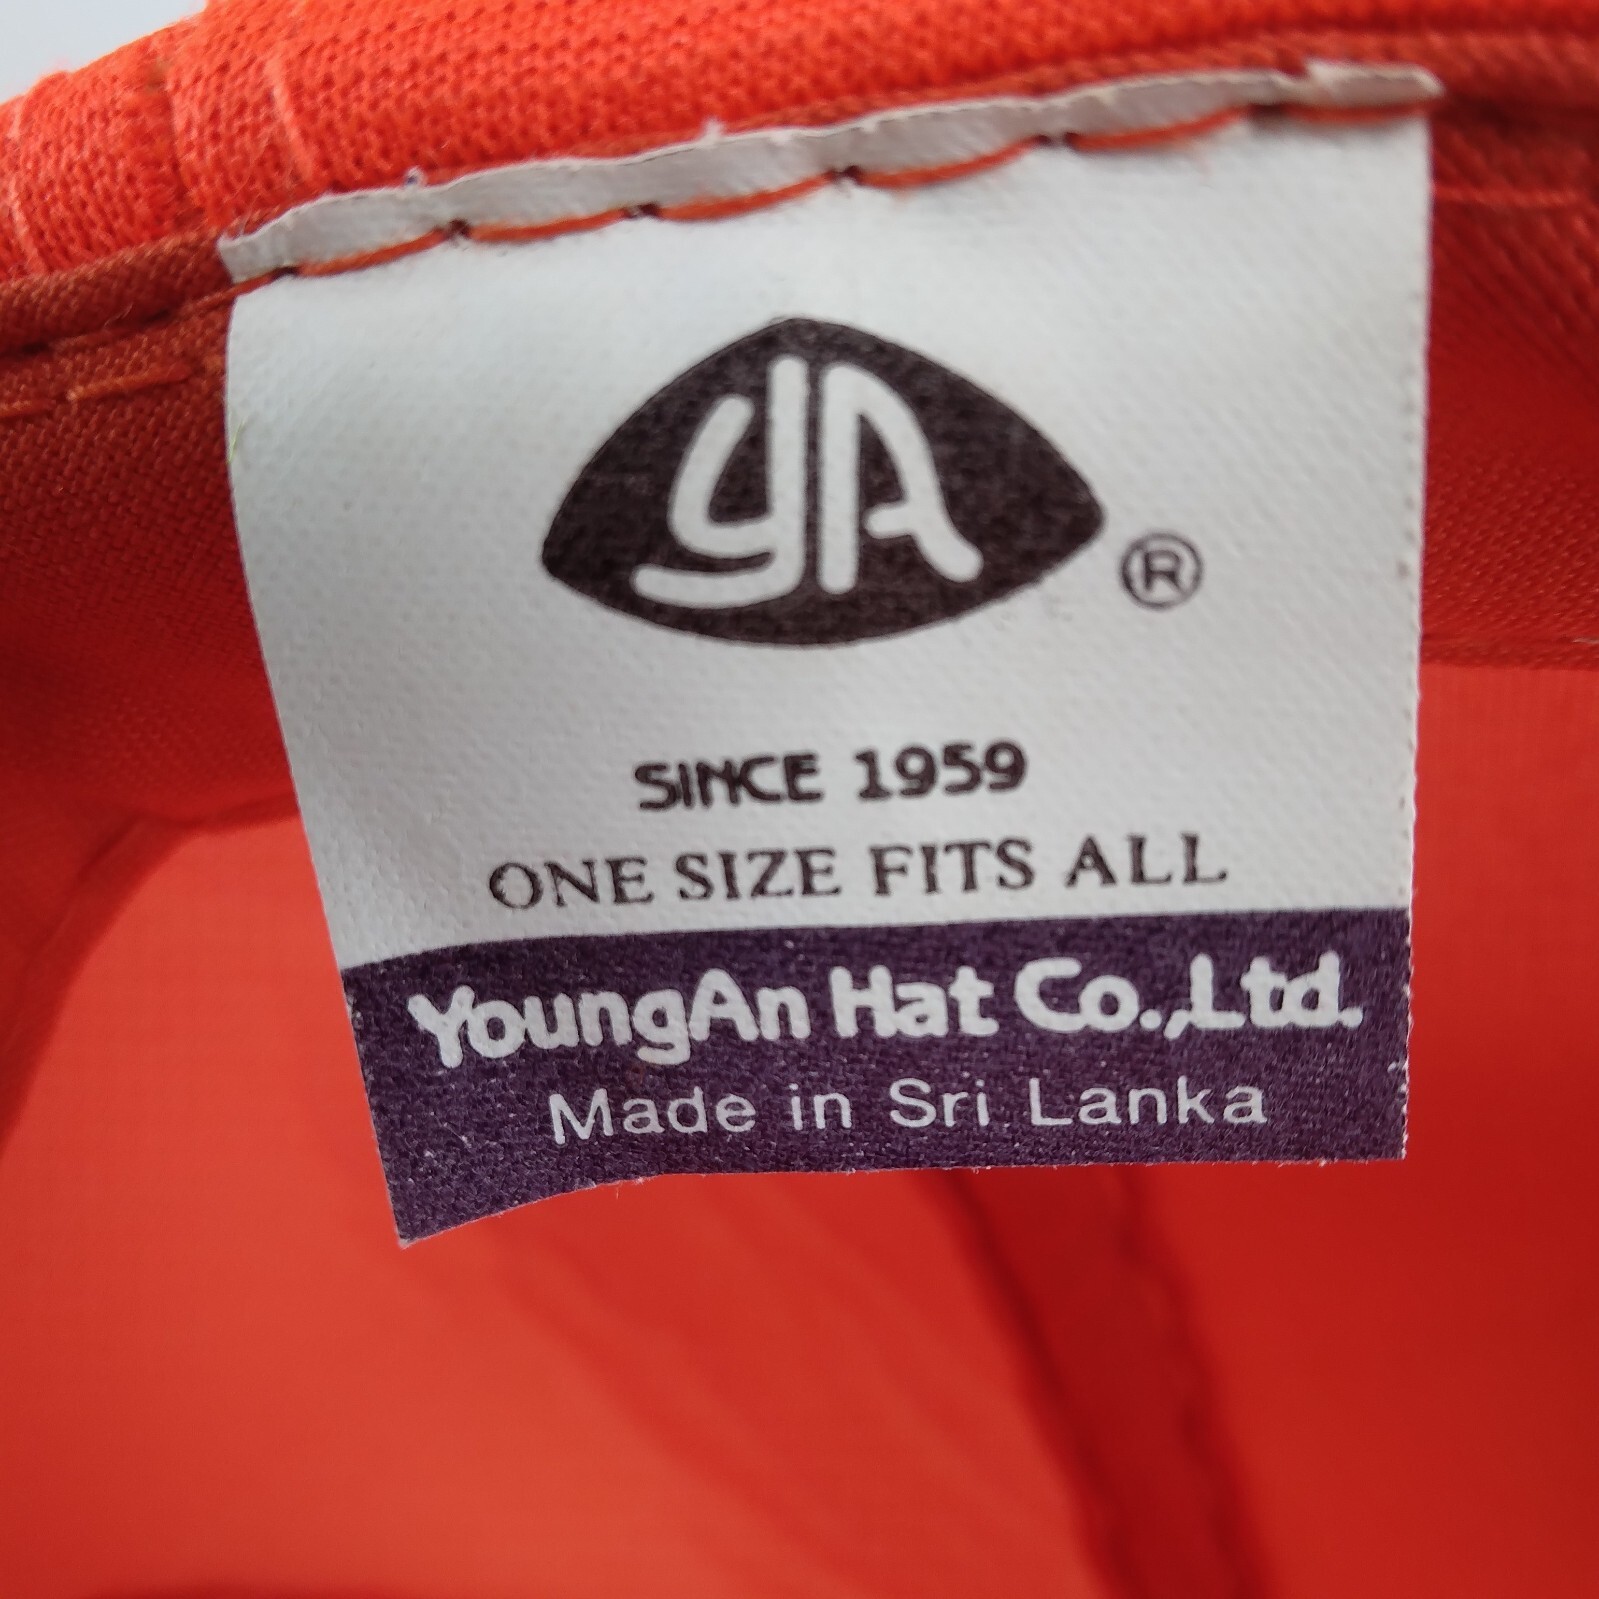 YA ®
SINCE 1959
ONE SIZE FITS ALL
YoungAn Hat Co.,Ltd.
Made in Sri Lanka